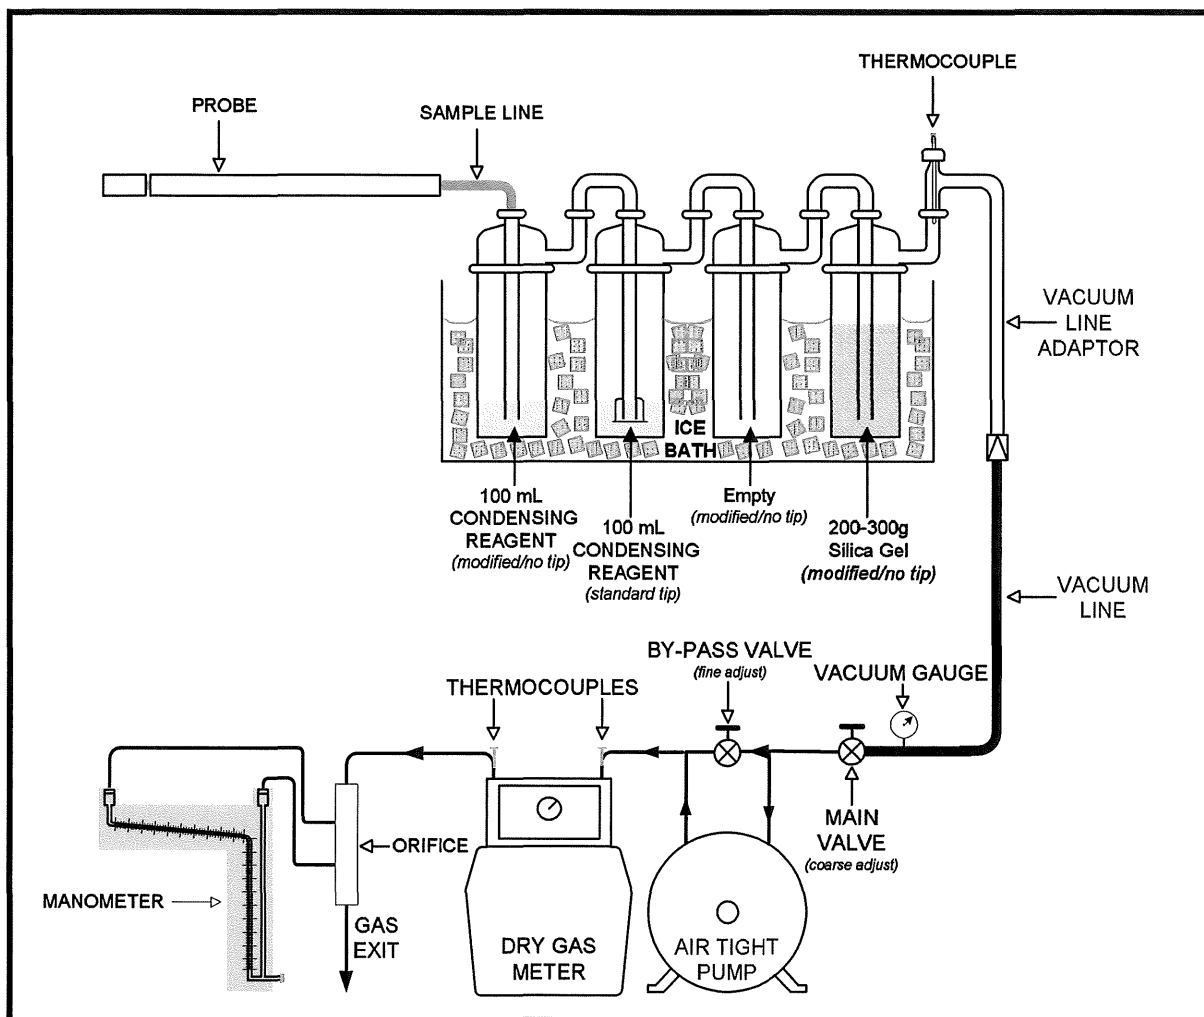 THERMOCOUPLE
PROBE
SAMPLE LINE
VACUUM
LINE
ADAPTOR
ICE
BATH
100 mL
CONDENSING
REAGENT
(modified/no tip)
100 mL
CONDENSING
REAGENT
(standard tip)
Empty
(modified/no tip)
200-300g
Silica Gel
(modified/no tip)
VACUUM
LINE
BY-PASS VALVE
(fine adjust)
VACUUM GAUGE
THERMOCOUPLES
MAIN
VALVE
(coarse adjust)
ORIFICE
MANOMETER
GAS
EXIT
DRY GAS
METER
AIR TIGHT
PUMP